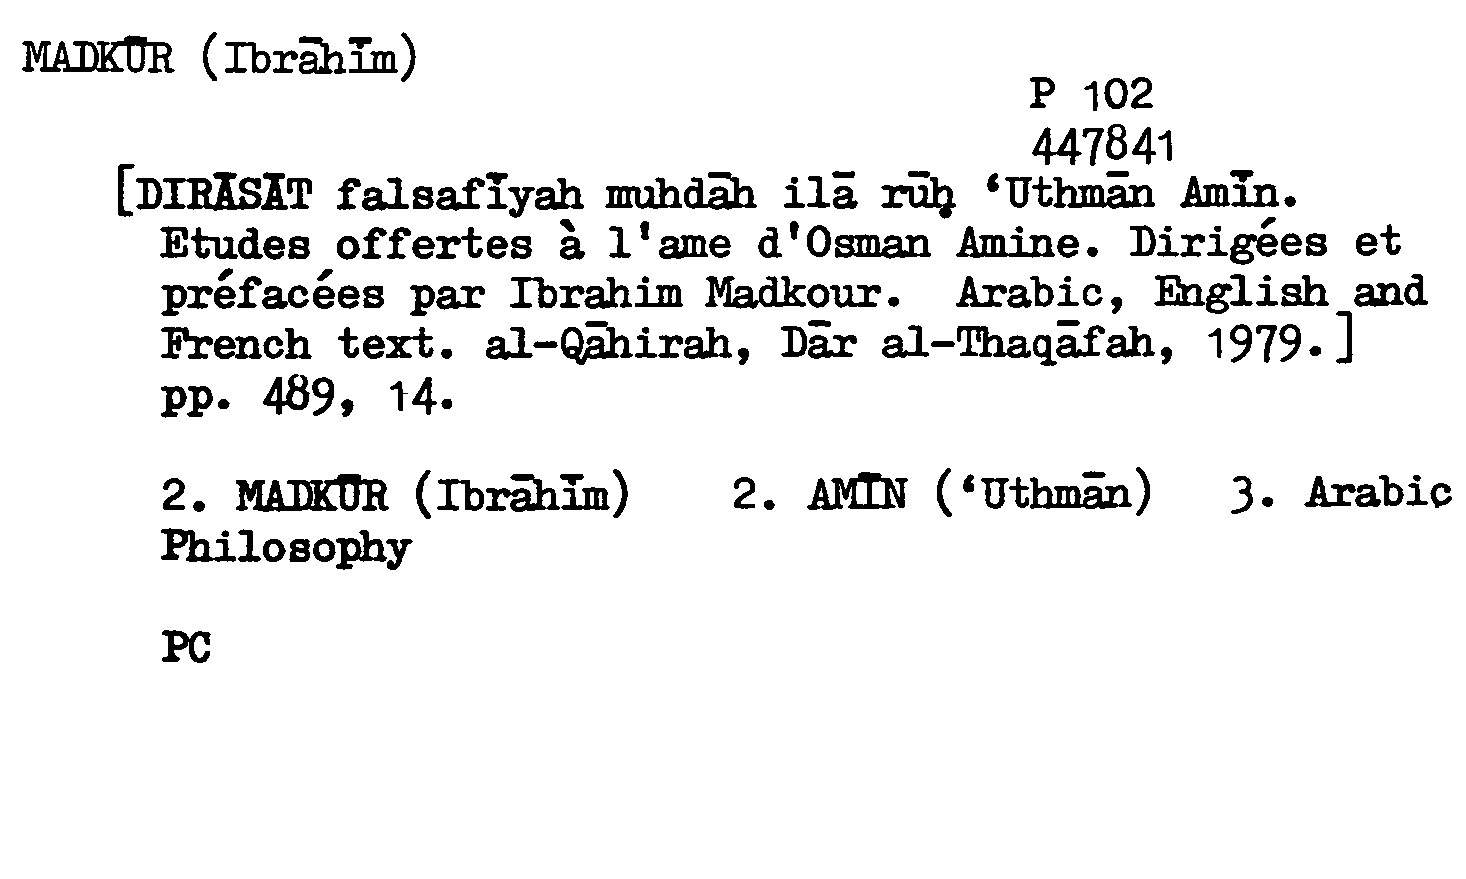 MADKŪR (Ibrāhīm)
P 102
447841
[DIRĀSĀT falsafīyah muhdāh ilā rūḥ ‘Uthmān Amīn.
Etudes offertes à l'ame d'Osman Amine. Dirigées et
préfacées par Ibrahim Madkour. Arabic, English and
French text. al-Qāhirah, Dār al-Thaqāfah, 1979.]
pp. 489, 14.
2. MADKŪR (Ibrāhīm) 2. AMĪN (‘Uthmān) 3. Arabic
Philosophy
PC